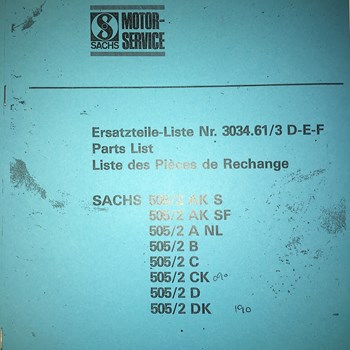 SACHS
MOTOR-
SERVICE
Ersatzteile-Liste Nr. 3034.61/3 D-E-F
Parts List
Liste des Pièces de Rechange
SACHS 505/2 AK S
505/2 AK SF
505/2 A NL
505/2 B
505/2 C
505/2 CK
505/2 D
505/2 DK 190